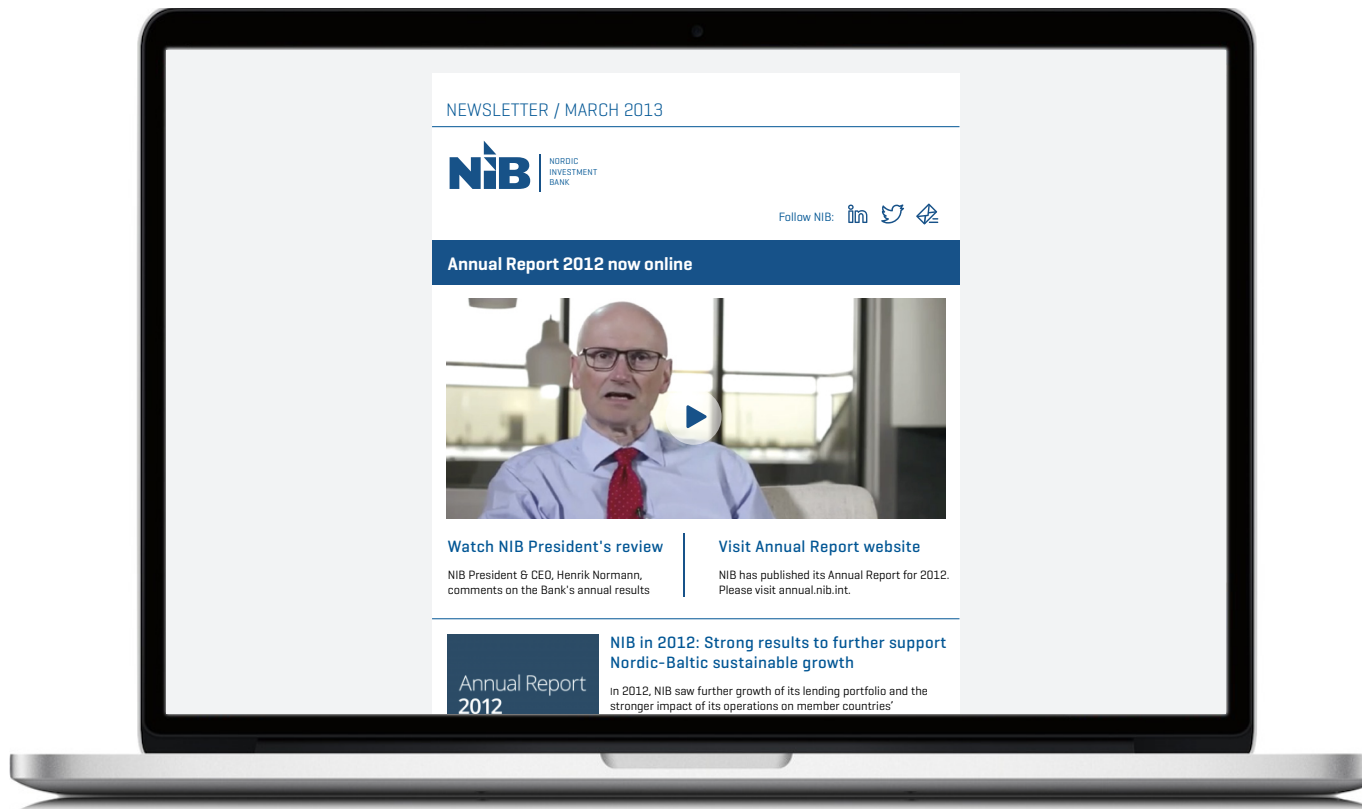 NEWSLETTER / MARCH 2013
NiB
NORDIC
INVESTMENT
BANK
Follow NIB:
in
Annual Report 2012 now online
Watch NIB President's review
NIB President & CEO, Henrik Normann,
comments on the Bank's annual results
Visit Annual Report website
NIB has published its Annual Report for 2012.
Please visit annual.nib.int.
Annual Report
2012
NIB in 2012: Strong results to further support
Nordic-Baltic sustainable growth
In 2012, NIB saw further growth of its lending portfolio and the
stronger impact of its operations on member countries’